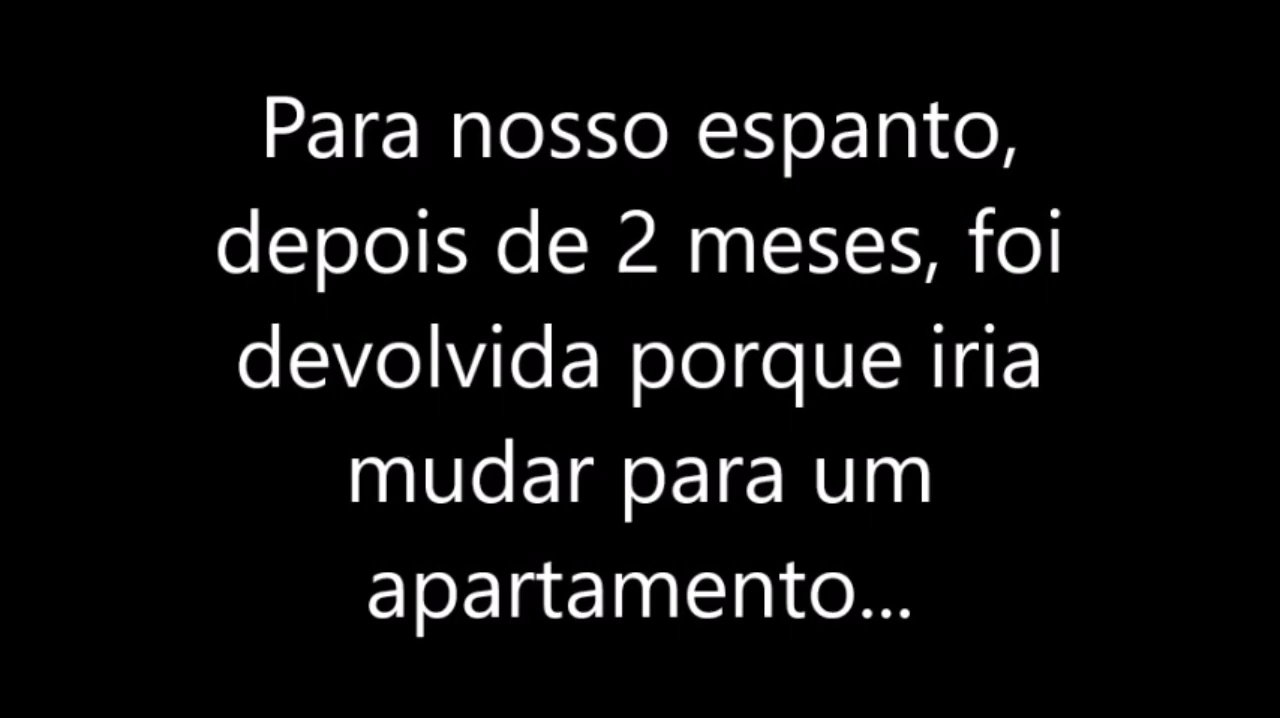 Para nosso espanto,
depois de 2 meses, foi
devolvida porque iria
mudar para um
apartamento...